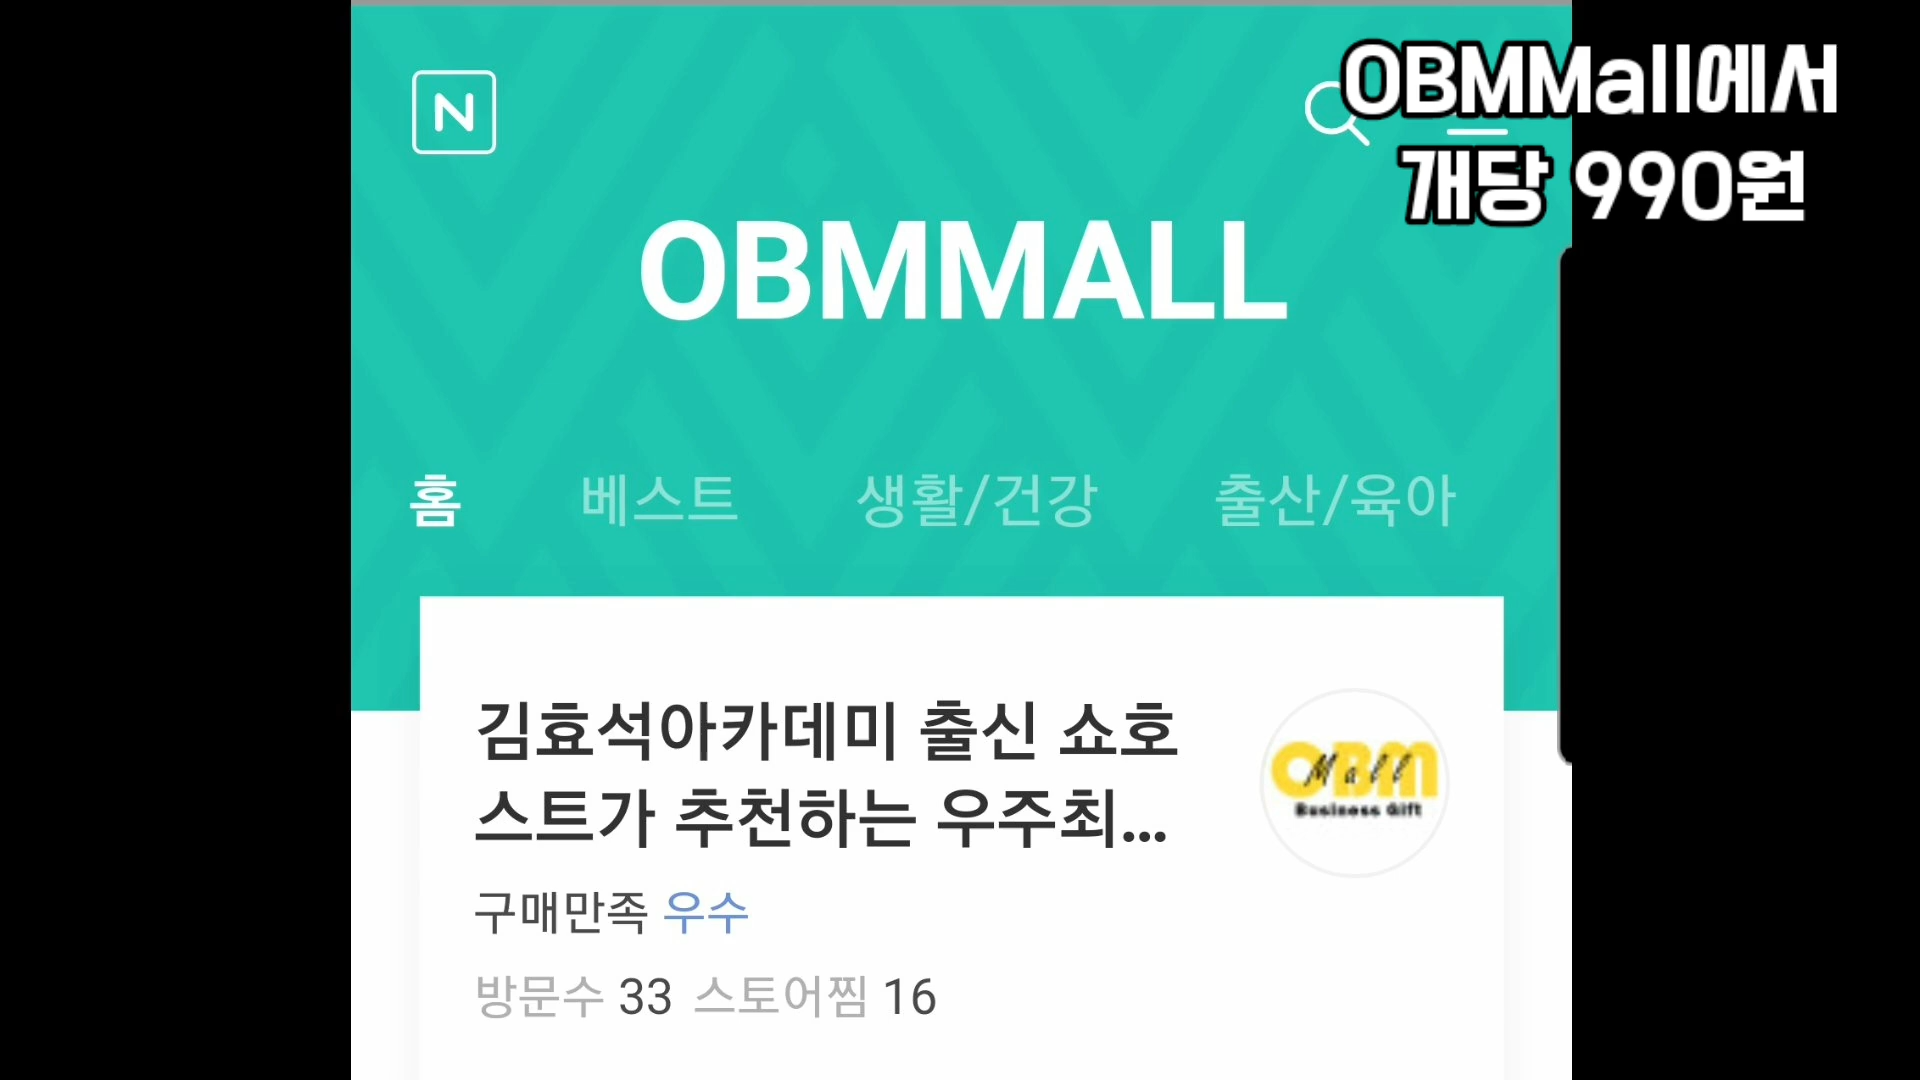 OBMMall에서
개당 990원
N
OBMMALL
홈 베스트 생활/건강 출산/육아
김효석아카데미 출신 쇼호
스트가 추천하는 우주최...
OBM
Mall
Business Gift
구매만족 우수
방문수 33 스토어찜 16